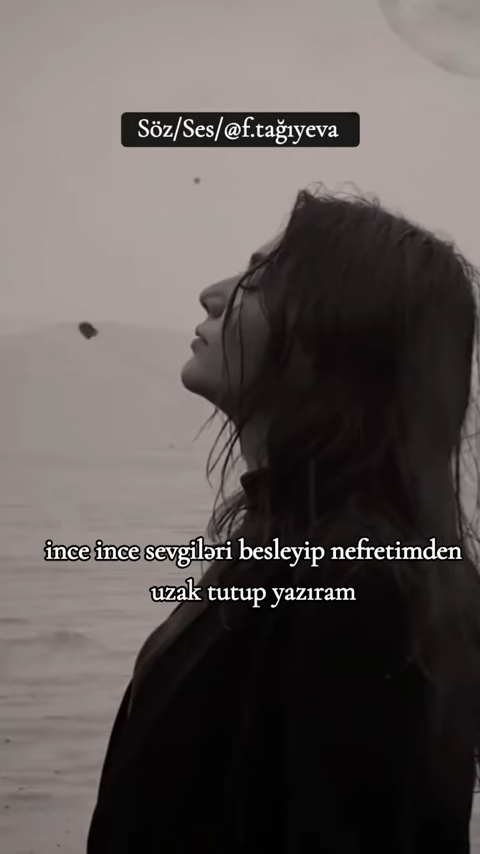 Söz/Ses/@f.tağıyeva
ince ince sevgiləri besleyip nefretimden
uzak tutup yazıram